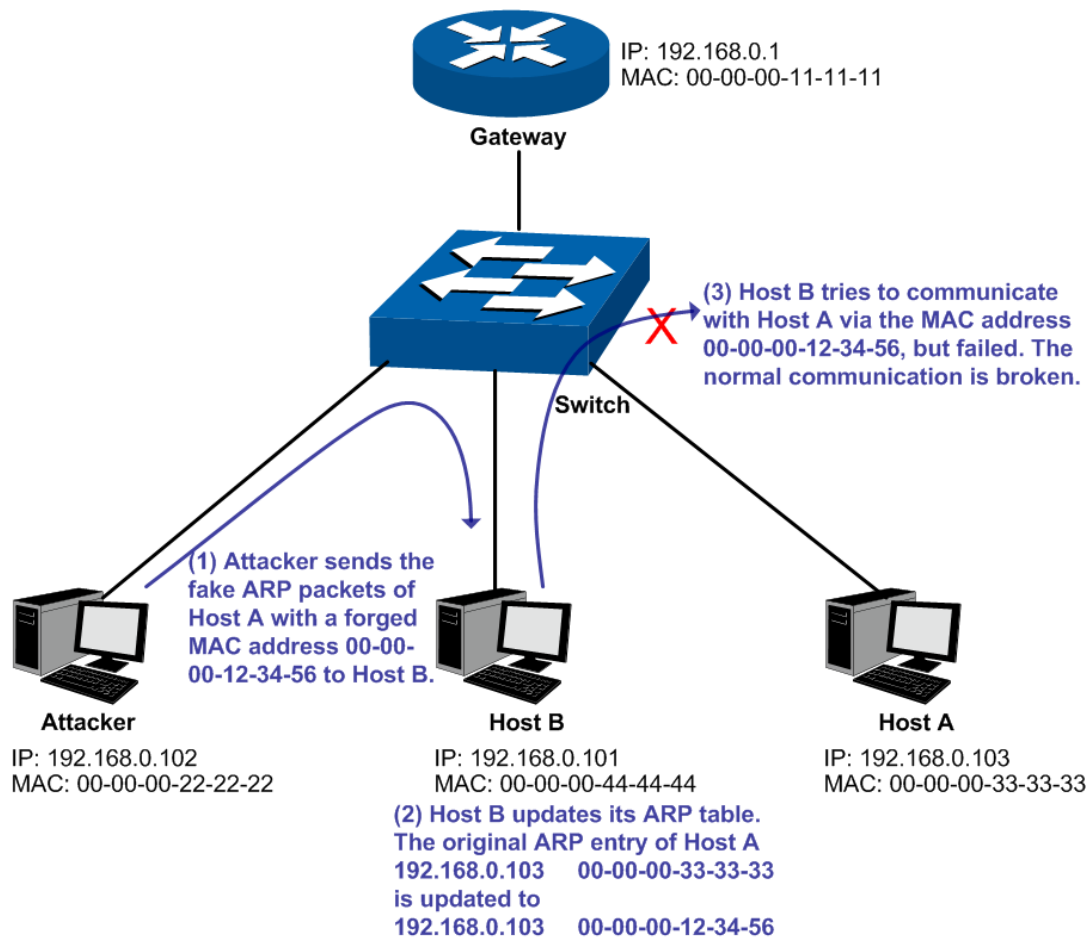 IP: 192.168.0.1
MAC: 00-00-00-11-11-11
Gateway
(3) Host B tries to communicate
with Host A via the MAC address
00-00-00-12-34-56, but failed. The
normal communication is broken.
X
Switch
(1) Attacker sends the
fake ARP packets of
Host A with a forged
MAC address 00-00-
00-12-34-56 to Host B.
Attacker
IP: 192.168.0.102
MAC: 00-00-00-22-22-22
Host B
IP: 192.168.0.101
MAC: 00-00-00-44-44-44
Host A
IP: 192.168.0.103
MAC: 00-00-00-33-33-33
(2) Host B updates its ARP table.
The original ARP entry of Host A
192.168.0.103 00-00-00-33-33-33
is updated to
192.168.0.103 00-00-00-12-34-56